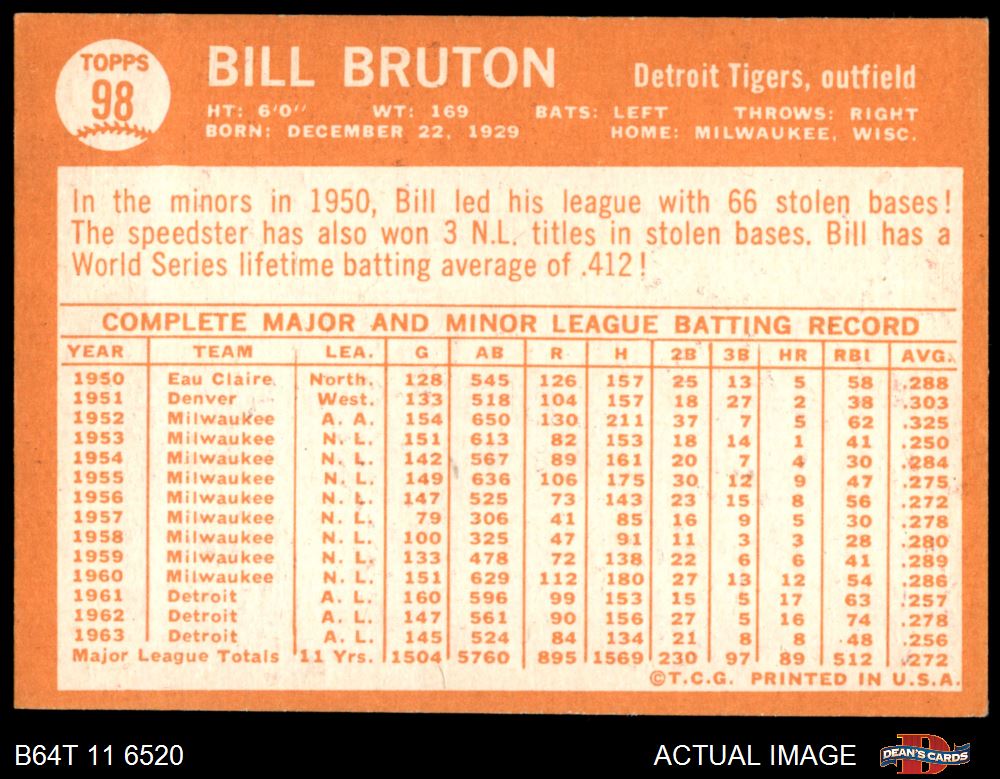 TOPPS
98
BILL BRUTON
Detroit Tigers, outfield
HT: 6'0" WT: 169 BATS: LEFT THROWS: RIGHT
BORN: DECEMBER 22, 1929 HOME: MILWAUKEE, WISC.
In the minors in 1950, Bill led his league with 66 stolen bases!
The speedster has also won 3 N.L. titles in stolen bases. Bill has a
World Series lifetime batting average of .412!
COMPLETE MAJOR AND MINOR LEAGUE BATTING RECORD
YEAR TEAM LEA. G AB R H 2B 3B HR RBI AVG.
1950 Eau Claire North. 128 545 126 157 25 13 5 58 .288
1951 Denver West. 133 518 104 157 18 27 2 38 .303
1952 Milwaukee A. A. 154 650 130 211 37 7 5 62 .325
1953 Milwaukee N. L. 151 613 82 153 18 14 1 41 .250
1954 Milwaukee N. L. 142 567 89 161 20 7 4 30 .284
1955 Milwaukee N. L. 149 636 106 175 30 12 9 47 .275
1956 Milwaukee N. L. 147 525 73 143 23 15 8 56 .272
1957 Milwaukee N. L. 79 306 41 85 16 9 5 30 .278
1958 Milwaukee N. L. 100 325 47 91 11 3 3 28 .280
1959 Milwaukee N. L. 133 478 72 138 22 6 6 41 .289
1960 Milwaukee N. L. 151 629 112 180 27 13 12 54 .286
1961 Detroit A. L. 160 596 99 153 15 5 17 63 .257
1962 Detroit A. L. 147 561 90 156 27 5 16 74 .278
1963 Detroit A. L. 145 524 84 134 21 8 8 48 .256
Major League Totals 11 Yrs. 1504 5760 895 1569 230 97 89 512 .272
©T.C.G. PRINTED IN U.S.A.
B64T 11 6520 ACTUAL IMAGE DEAN'S CARDS